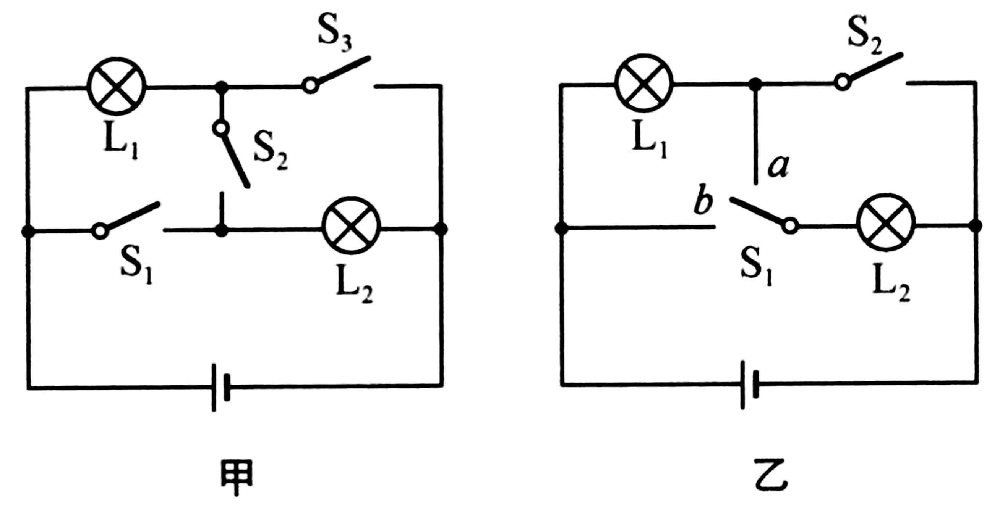 S₃
L₁
S₂
S₁
L₂
甲
S₂
L₁
a
b
S₁
L₂
乙